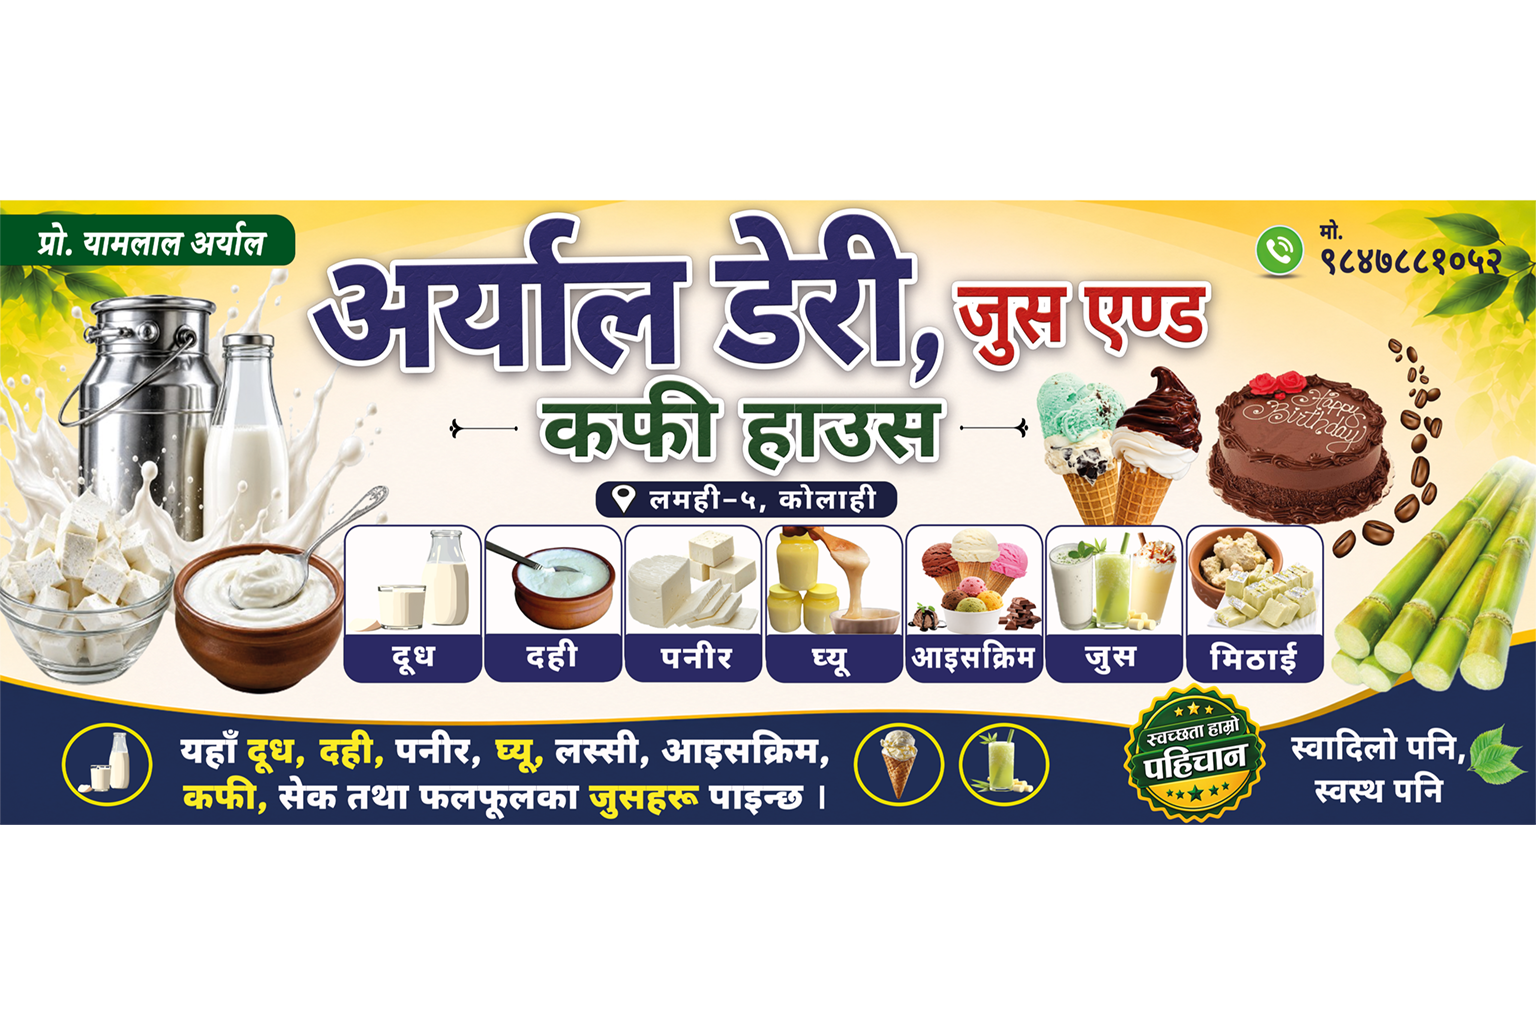 प्रो. यामलाल अर्याल
अर्याल डेरी, जुस एण्ड
कफी हाउस
मो.
९८४७८८१०५२
लमही-५, कोलाही
Happy
Birthday
दूध
दही
पनीर
घ्यू
आइसक्रिम
जुस
मिठाई
यहाँ दूध, दही, पनीर, घ्यू, लस्सी, आइसक्रिम,
कफी, सेक तथा फलफूलका जुसहरू पाइन्छ ।
स्वच्छता हाम्रो
पहिचान
स्वादिलो पनि,
स्वस्थ पनि